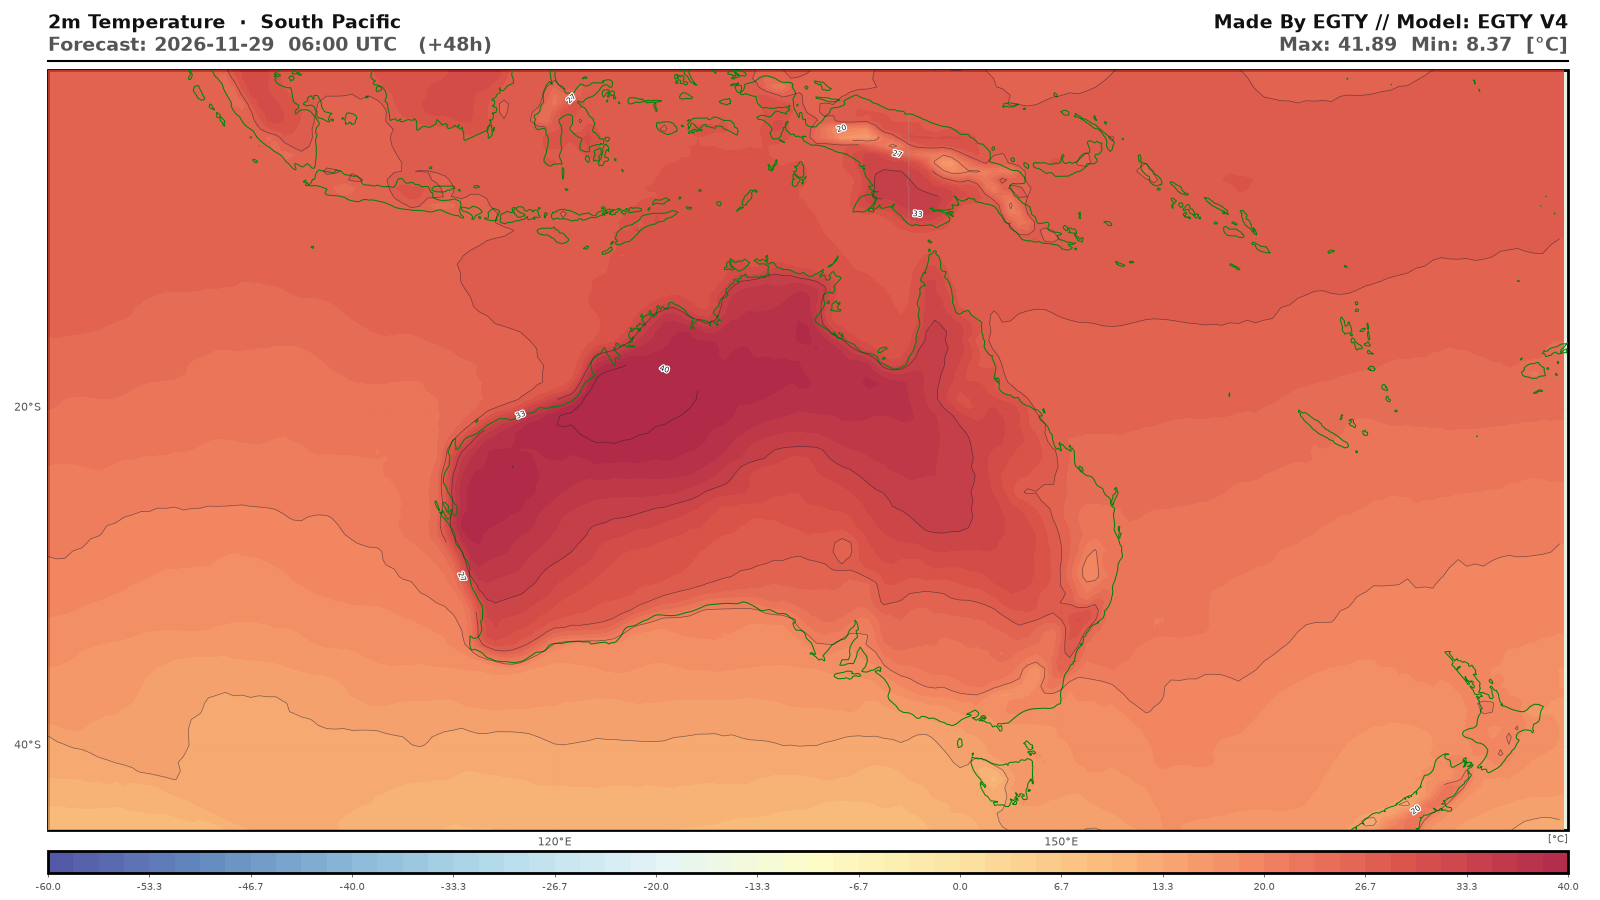 2m Temperature · South Pacific
Made By EGTY // Model: EGTY V4
Forecast: 2026-11-29 06:00 UTC (+48h)
Max: 41.89 Min: 8.37 [°C]
27
20
27
33
40
33
27
20
20°S
40°S
120°E
150°E
[°C]
-60.0
-53.3
-46.7
-40.0
-33.3
-26.7
-20.0
-13.3
-6.7
0.0
6.7
13.3
20.0
26.7
33.3
40.0